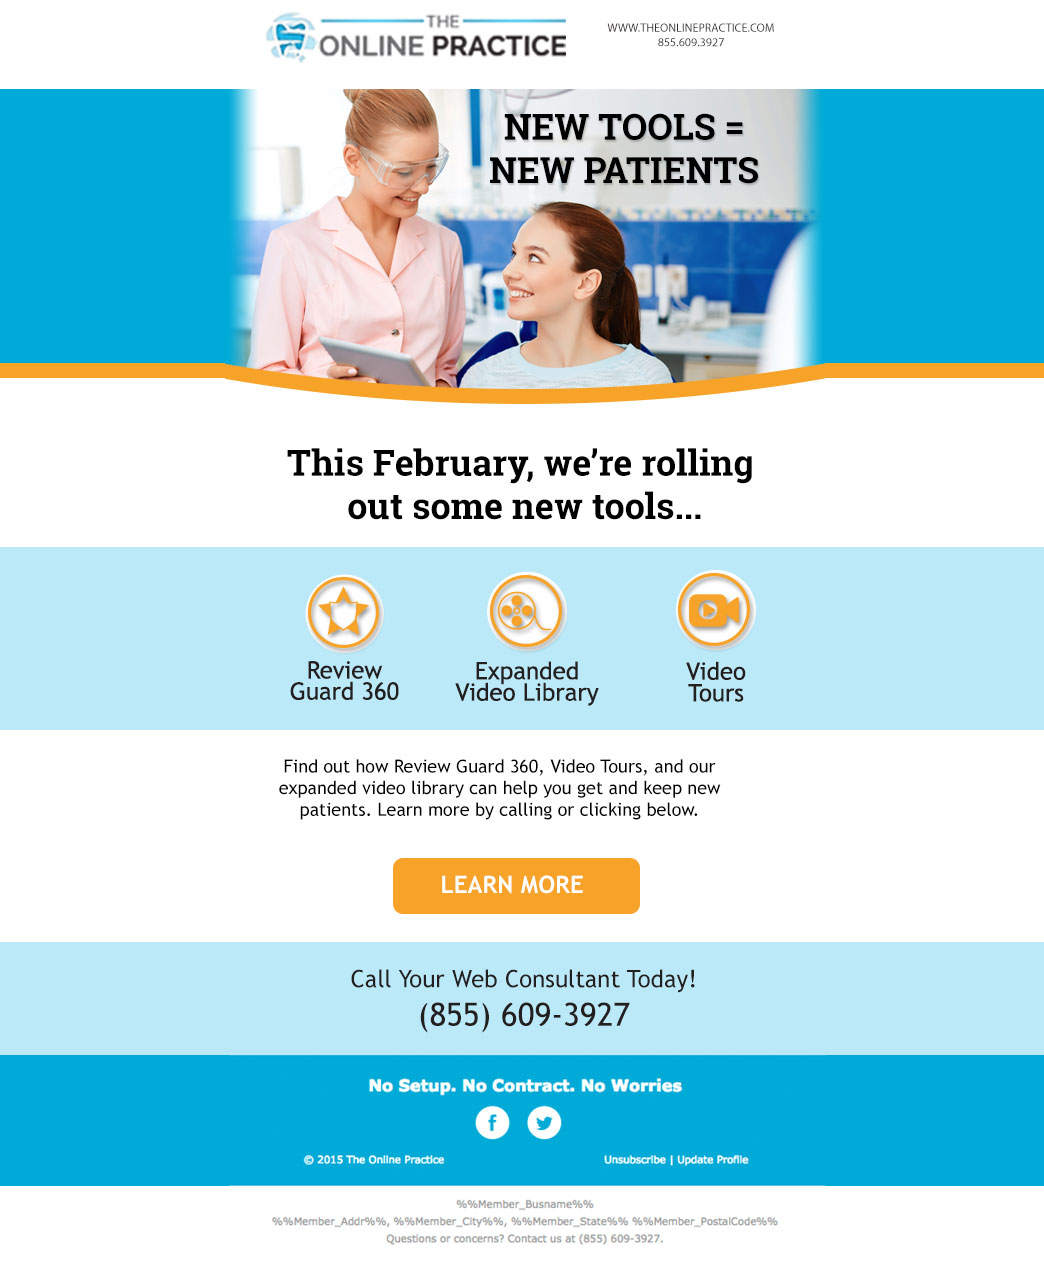 THE
ONLINE PRACTICE
WWW.THEONLINEPRACTICE.COM
855.609.3927
NEW TOOLS =
NEW PATIENTS
This February, we’re rolling
out some new tools...
Review
Guard 360
Expanded
Video Library
Video
Tours
Find out how Review Guard 360, Video Tours, and our
expanded video library can help you get and keep new
patients. Learn more by calling or clicking below.
LEARN MORE
Call Your Web Consultant Today!
(855) 609-3927
No Setup. No Contract. No Worries
© 2015 The Online Practice
Unsubscribe | Update Profile
%%Member_Busname%%
%%Member_Addr%%, %%Member_City%%, %%Member_State%% %%Member_PostalCode%%
Questions or concerns? Contact us at (855) 609-3927.